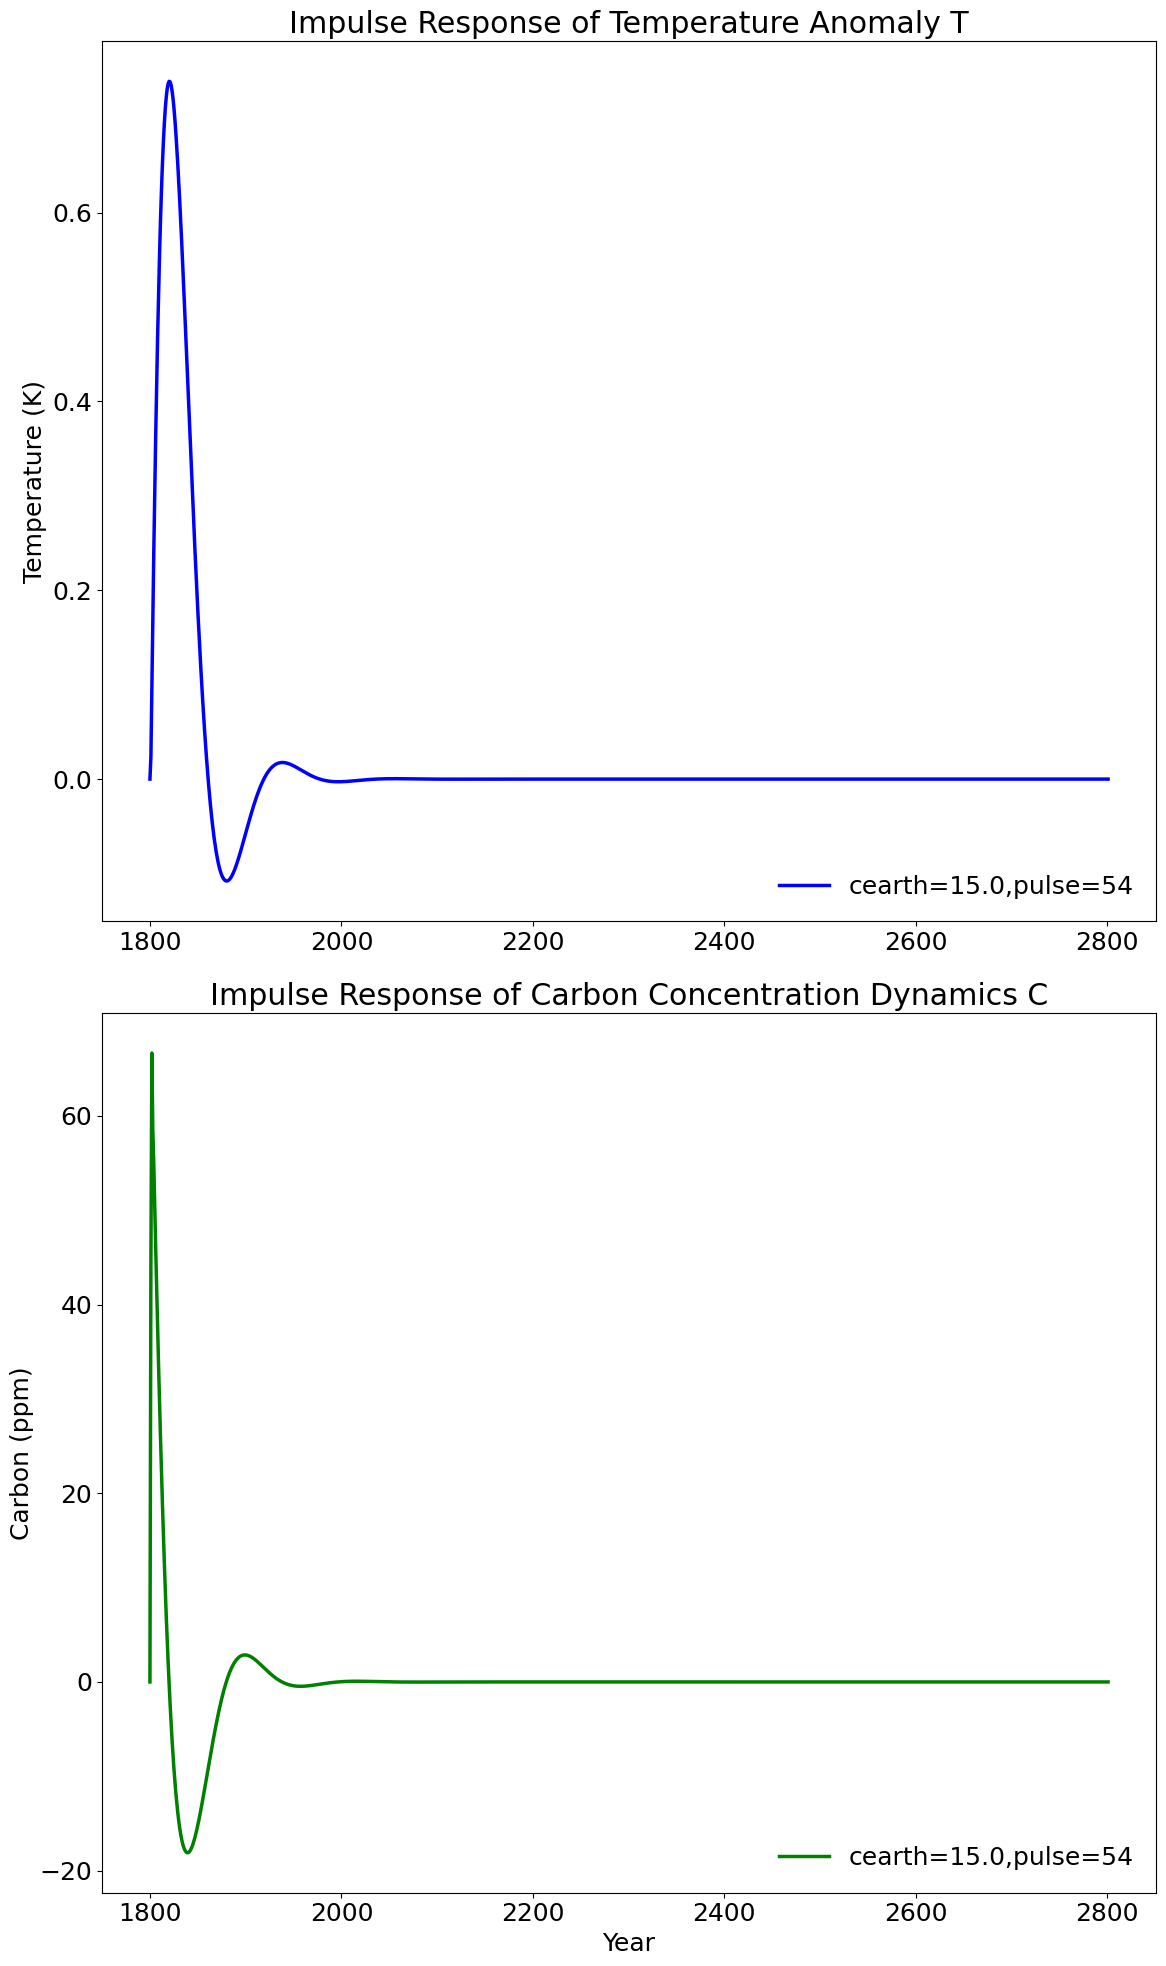 Impulse Response of Temperature Anomaly T
Temperature (K)
0.6
0.4
0.2
0.0
cearth=15.0,pulse=54
1800 2000 2200 2400 2600 2800
Impulse Response of Carbon Concentration Dynamics C
Carbon (ppm)
60
40
20
0
−20
cearth=15.0,pulse=54
1800 2000 2200 2400 2600 2800
Year